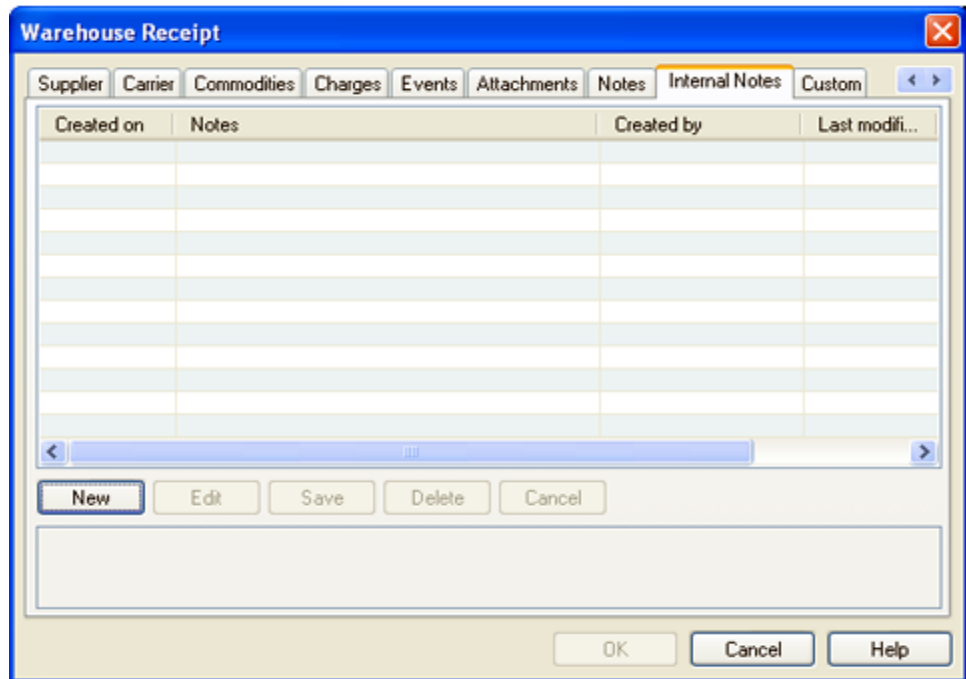 Warehouse Receipt
Supplier Carrier Commodities Charges Events Attachments Notes Internal Notes Custom
Created on Notes Created by Last modifi...
New Edit Save Delete Cancel
OK Cancel Help